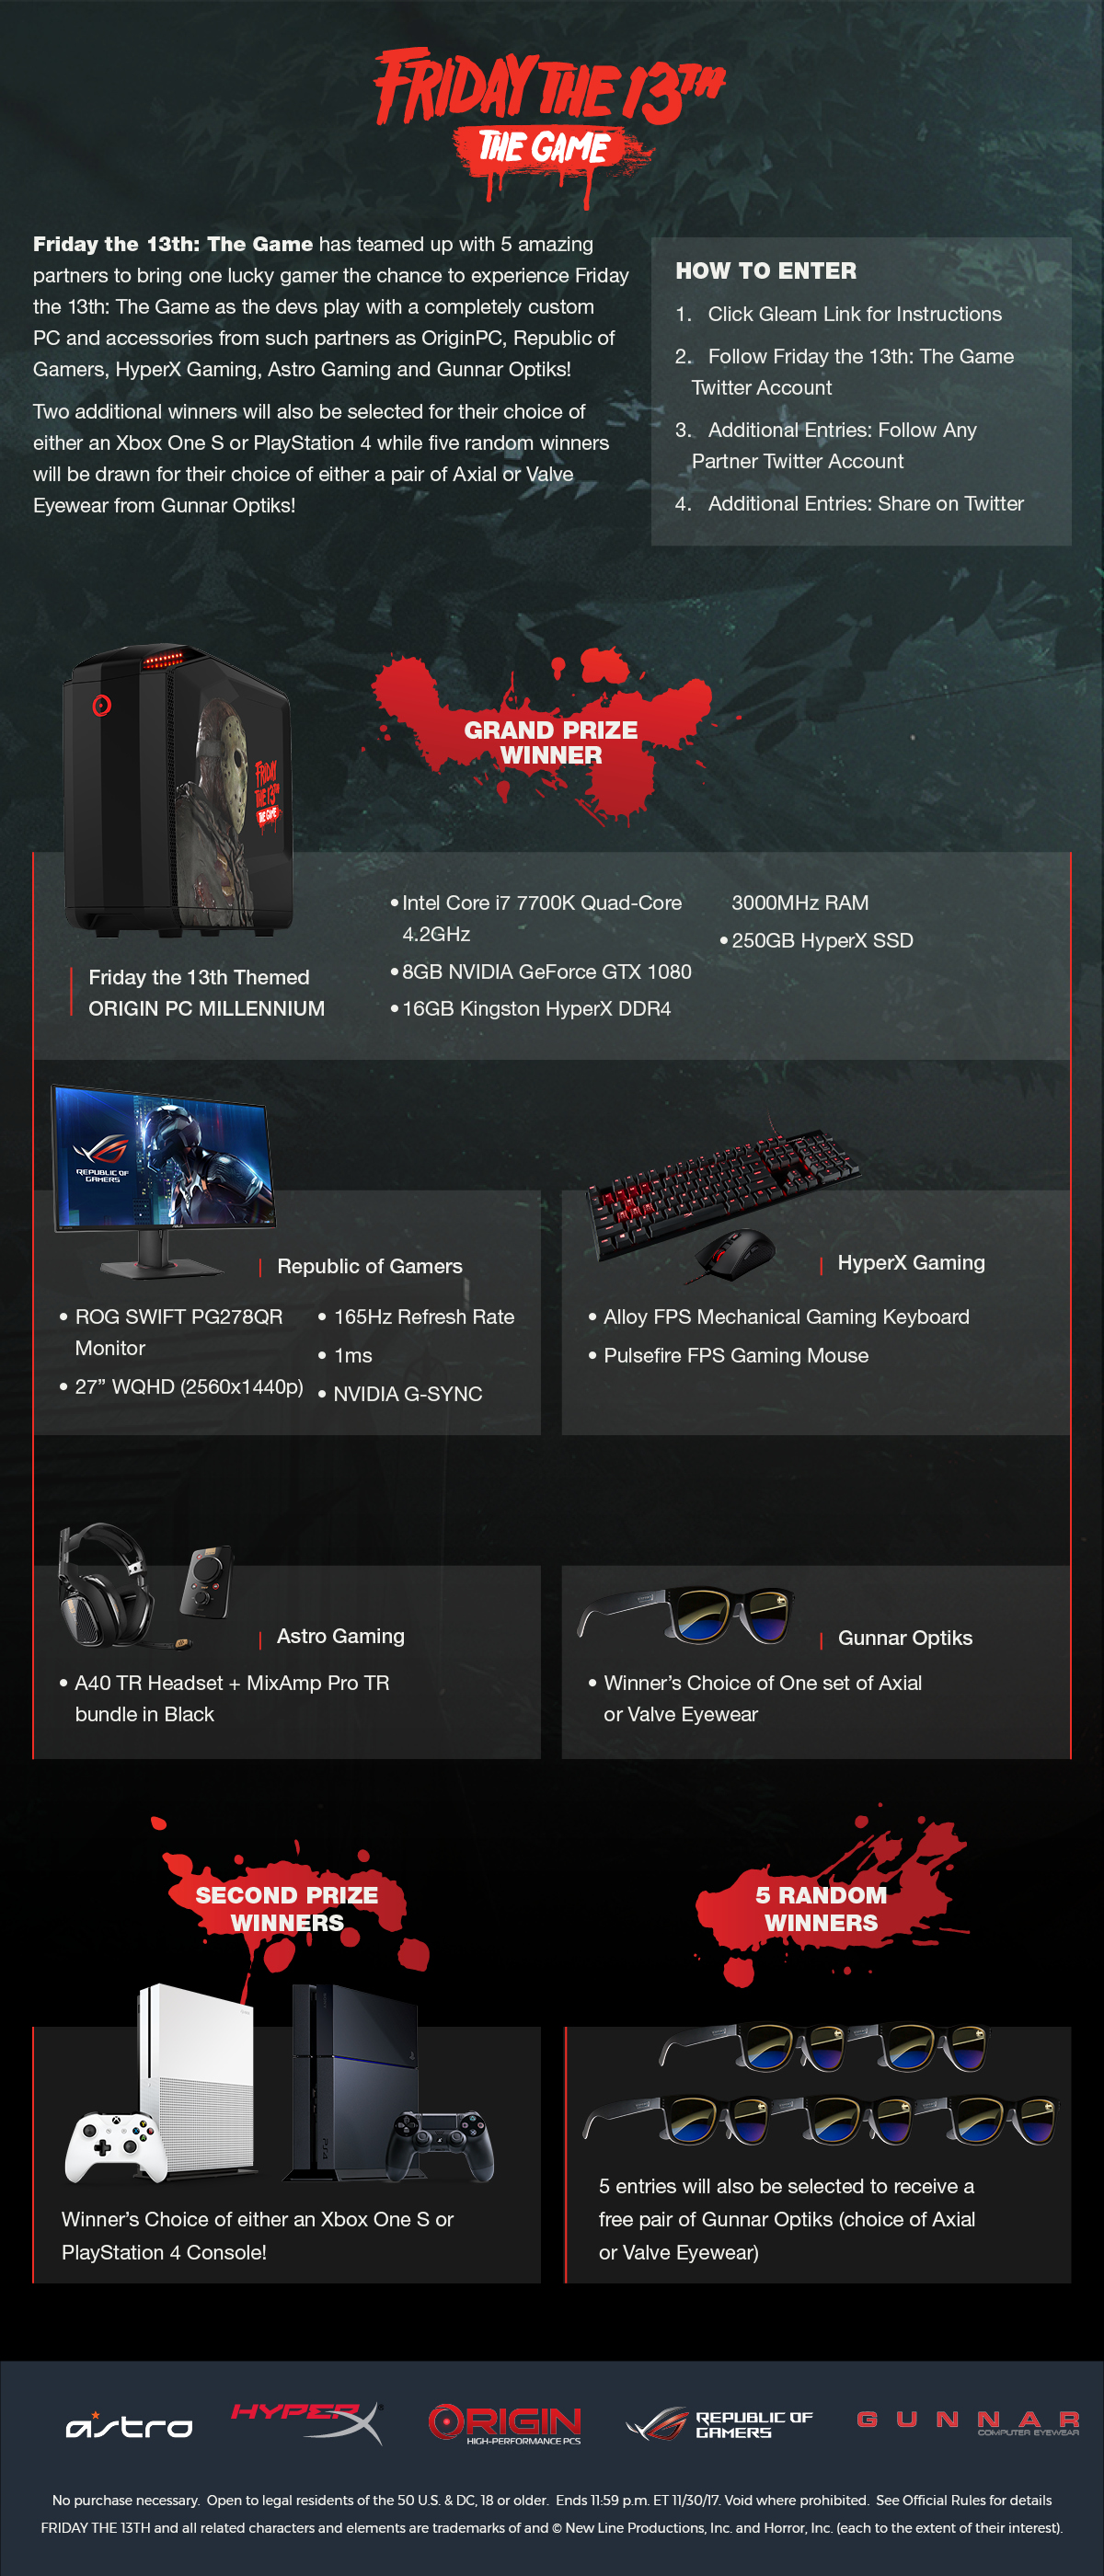 FRIDAY THE 13TH
THE GAME
Friday the 13th: The Game has teamed up with 5 amazing
partners to bring one lucky gamer the chance to experience Friday
the 13th: The Game as the devs play with a completely custom
PC and accessories from such partners as OriginPC, Republic of
Gamers, HyperX Gaming, Astro Gaming and Gunnar Optiks!
Two additional winners will also be selected for their choice of
either an Xbox One S or PlayStation 4 while five random winners
will be drawn for their choice of either a pair of Axial or Valve
Eyewear from Gunnar Optiks!
HOW TO ENTER
1. Click Gleam Link for Instructions
2. Follow Friday the 13th: The Game
Twitter Account
3. Additional Entries: Follow Any
Partner Twitter Account
4. Additional Entries: Share on Twitter
GRAND PRIZE
WINNER
FRIDAY
THE 13TH
THE GAME
Friday the 13th Themed
ORIGIN PC MILLENNIUM
• Intel Core i7 7700K Quad-Core
4.2GHz
• 8GB NVIDIA GeForce GTX 1080
• 16GB Kingston HyperX DDR4
3000MHz RAM
• 250GB HyperX SSD
REPUBLIC OF
GAMERS
Republic of Gamers
• ROG SWIFT PG278QR
Monitor
• 27” WQHD (2560x1440p)
• 165Hz Refresh Rate
• 1ms
• NVIDIA G-SYNC
HyperX Gaming
• Alloy FPS Mechanical Gaming Keyboard
• Pulsefire FPS Gaming Mouse
Astro Gaming
• A40 TR Headset + MixAmp Pro TR
bundle in Black
Gunnar Optiks
• Winner’s Choice of One set of Axial
or Valve Eyewear
SECOND PRIZE
WINNERS
Winner’s Choice of either an Xbox One S or
PlayStation 4 Console!
5 RANDOM
WINNERS
5 entries will also be selected to receive a
free pair of Gunnar Optiks (choice of Axial
or Valve Eyewear)
astro
HYPERX
ORIGIN
HIGH-PERFORMANCE PCS
REPUBLIC OF
GAMERS
GUNNAR
COMPUTER EYEWEAR
No purchase necessary. Open to legal residents of the 50 U.S. & DC, 18 or older. Ends 11:59 p.m. ET 11/30/17. Void where prohibited. See Official Rules for details
FRIDAY THE 13TH and all related characters and elements are trademarks of and © New Line Productions, Inc. and Horror, Inc. (each to the extent of their interest).